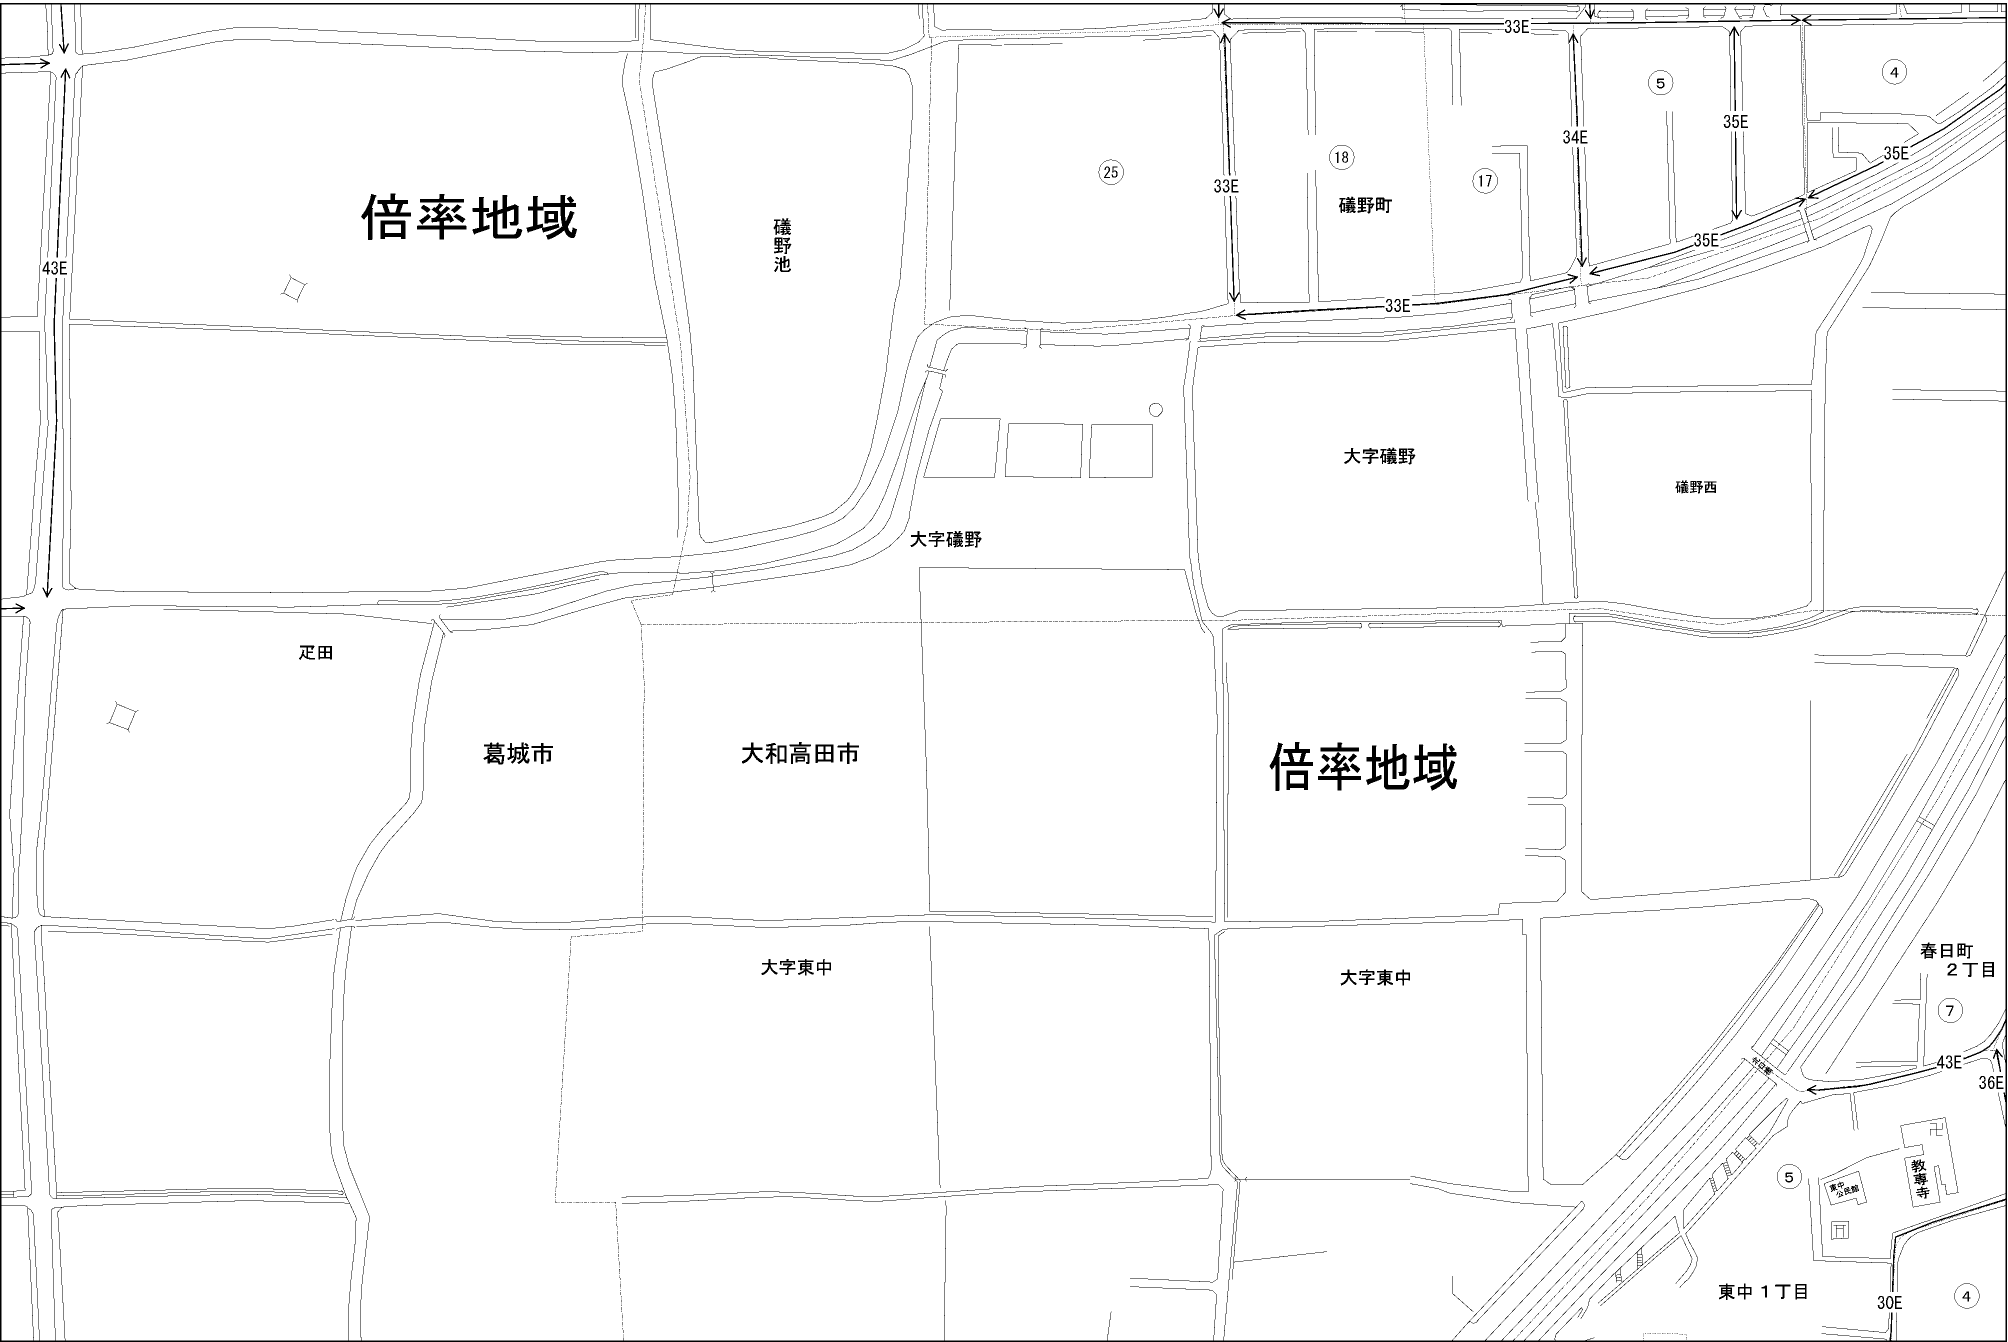 33E
5
4
35E
34E
35E
18
25
17
33E
礒野町
倍率地域
礒野池
35E
43E
33E
大字礒野
礒野西
大字礒野
疋田
葛城市
大和高田市
倍率地域
春日町
2丁目
大字東中
大字東中
7
43E
36E
5
教専寺
東中
公民館
東中1丁目
4
30E